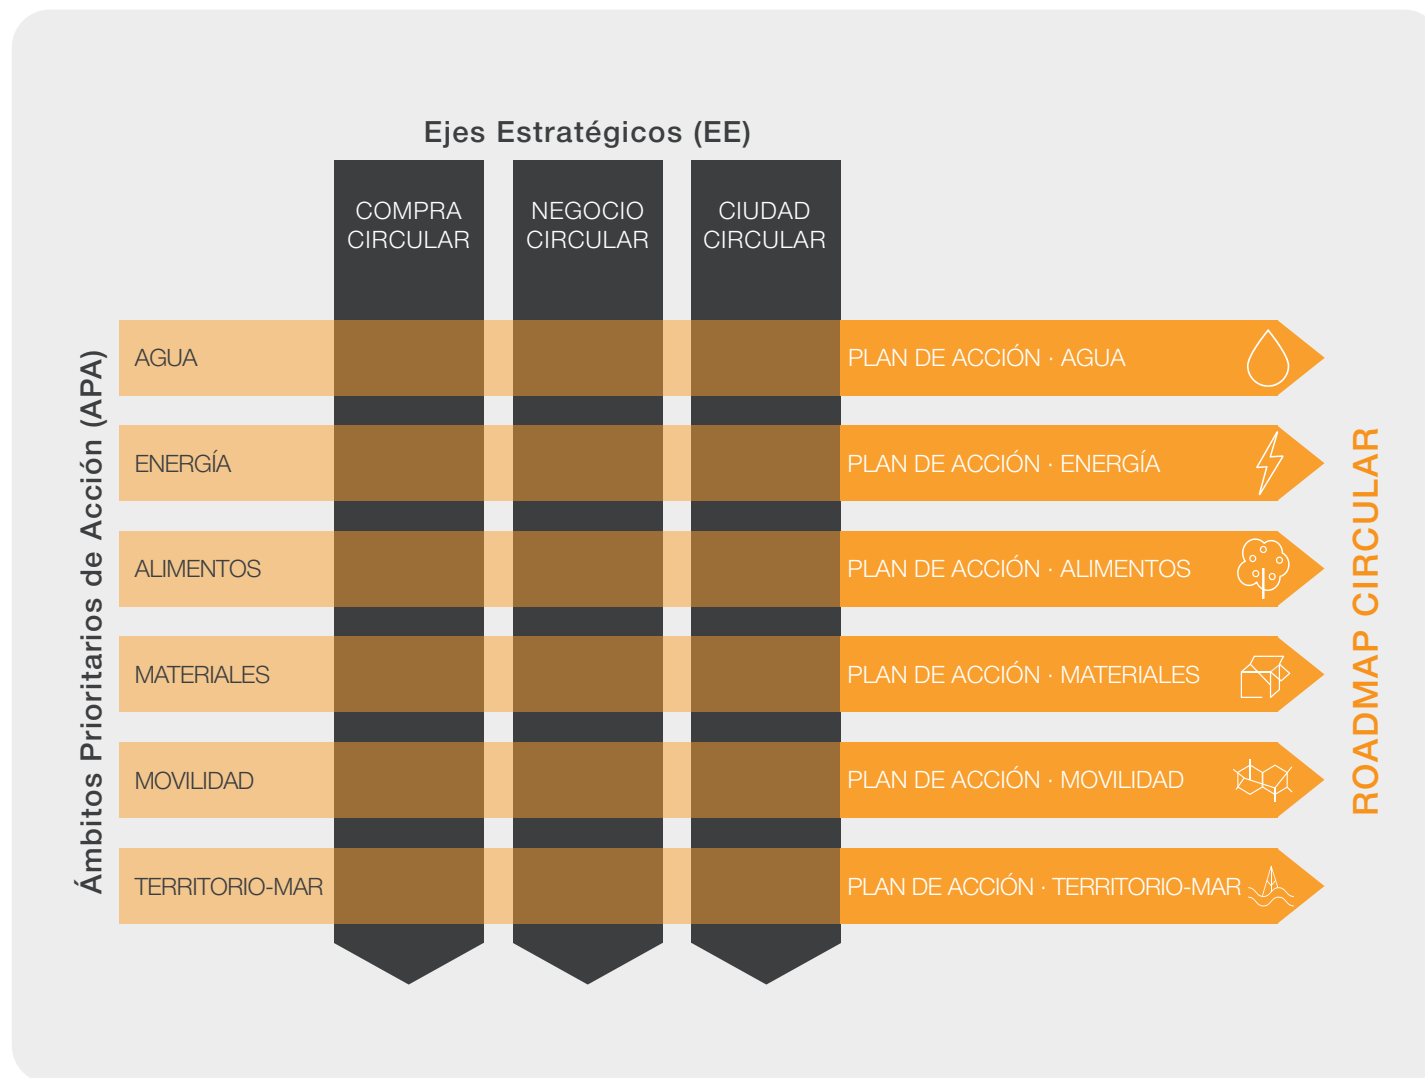 Ejes Estratégicos (EE)
COMPRA
CIRCULAR
NEGOCIO
CIRCULAR
CIUDAD
CIRCULAR
Ámbitos Prioritarios de Acción (APA)
AGUA
PLAN DE ACCIÓN · AGUA
ENERGÍA
PLAN DE ACCIÓN · ENERGÍA
ALIMENTOS
PLAN DE ACCIÓN · ALIMENTOS
MATERIALES
PLAN DE ACCIÓN · MATERIALES
MOVILIDAD
PLAN DE ACCIÓN · MOVILIDAD
TERRITORIO-MAR
PLAN DE ACCIÓN · TERRITORIO-MAR
ROADMAP CIRCULAR